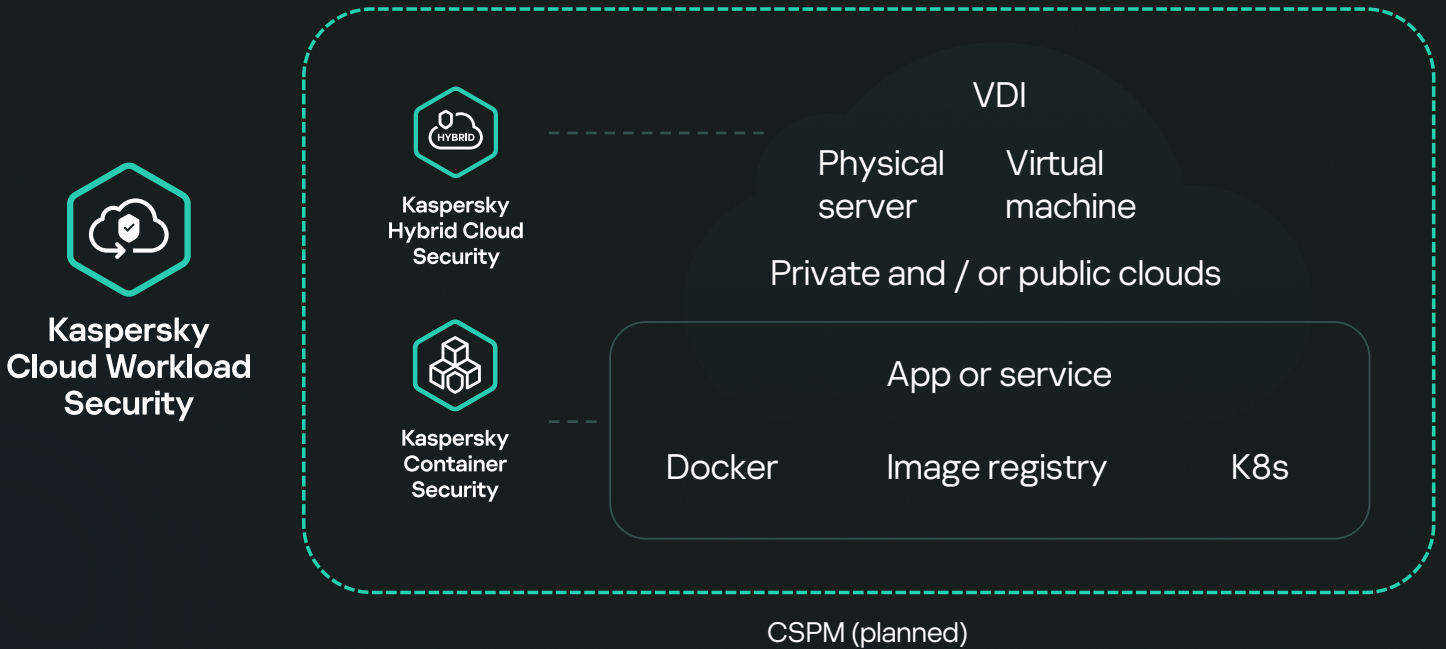 Kaspersky
Cloud Workload
Security
HYBRID
Kaspersky
Hybrid Cloud
Security
VDI
Physical
server
Virtual
machine
Private and / or public clouds
Kaspersky
Container
Security
App or service
Docker
Image registry
K8s
CSPM (planned)